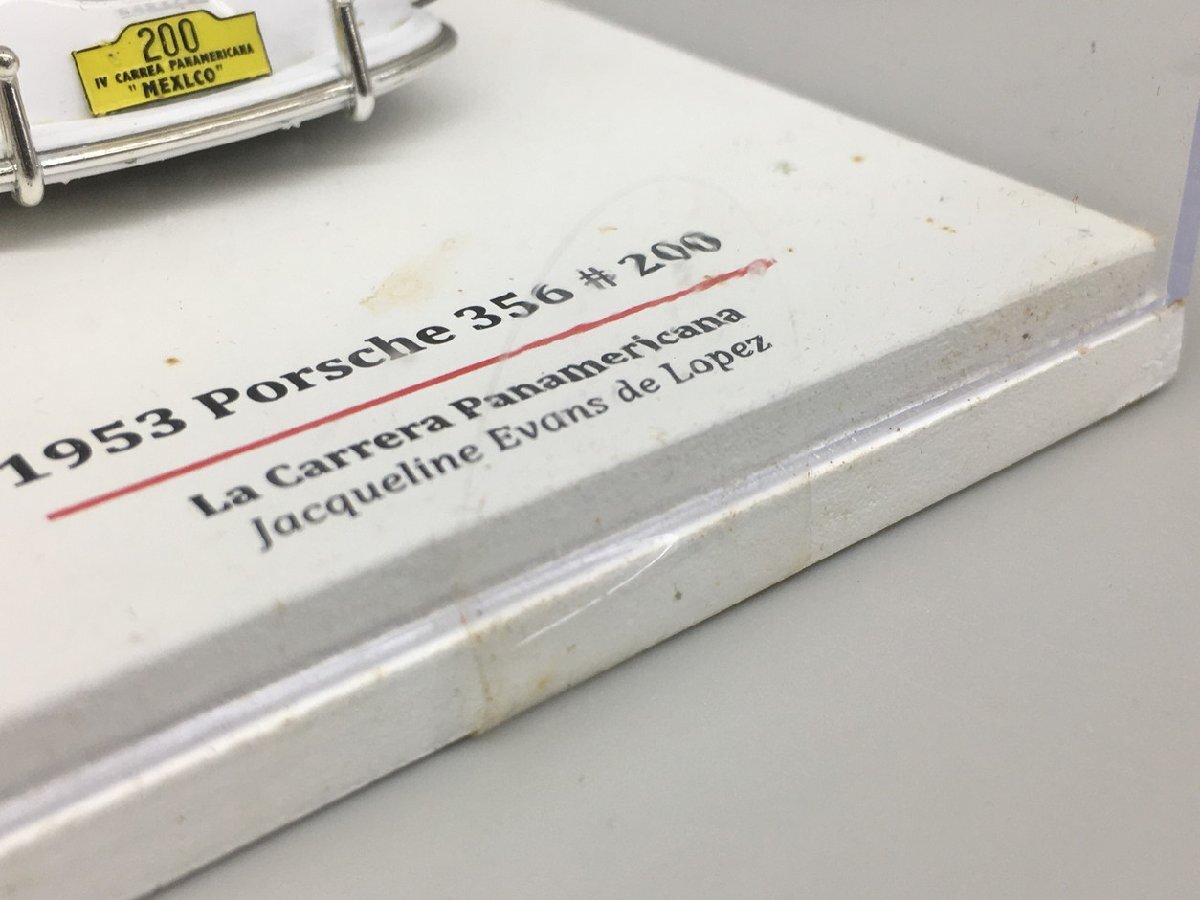 200
IV CARREA PANAMERICANA
"MEXLCO"
1953 Porsche 356 # 200
La Carrera Panamericana
Jacqueline Evans de Lopez